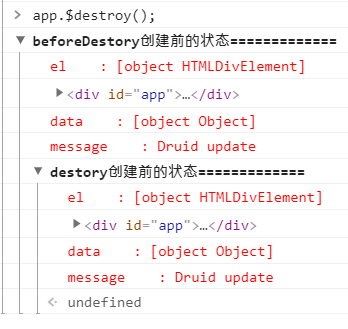 > app.$destroy();
▼ beforeDestory创建前的状态=============
el : [object HTMLDivElement]
▶<div id="app">…</div>
data : [object Object]
message : Druid update
▼ destory创建前的状态=============
el : [object HTMLDivElement]
▶<div id="app">…</div>
data : [object Object]
message : Druid update
undefined